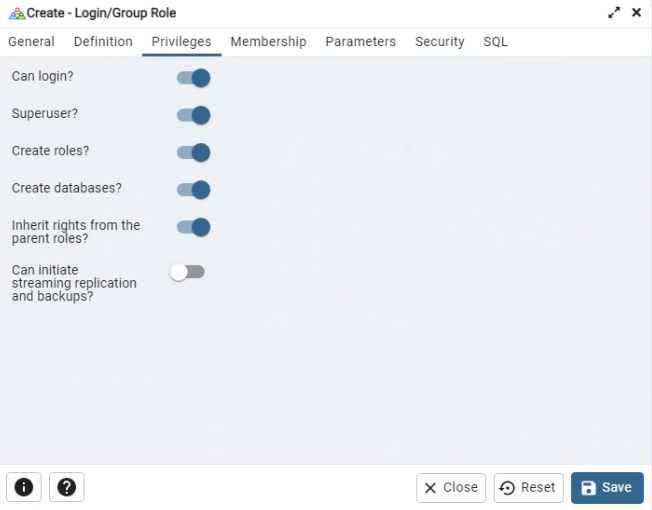 Create - Login/Group Role
General Definition Privileges Membership Parameters Security SQL
Can login?
Superuser?
Create roles?
Create databases?
Inherit rights from the
parent roles?
Can initiate
streaming replication
and backups?
Close Reset Save